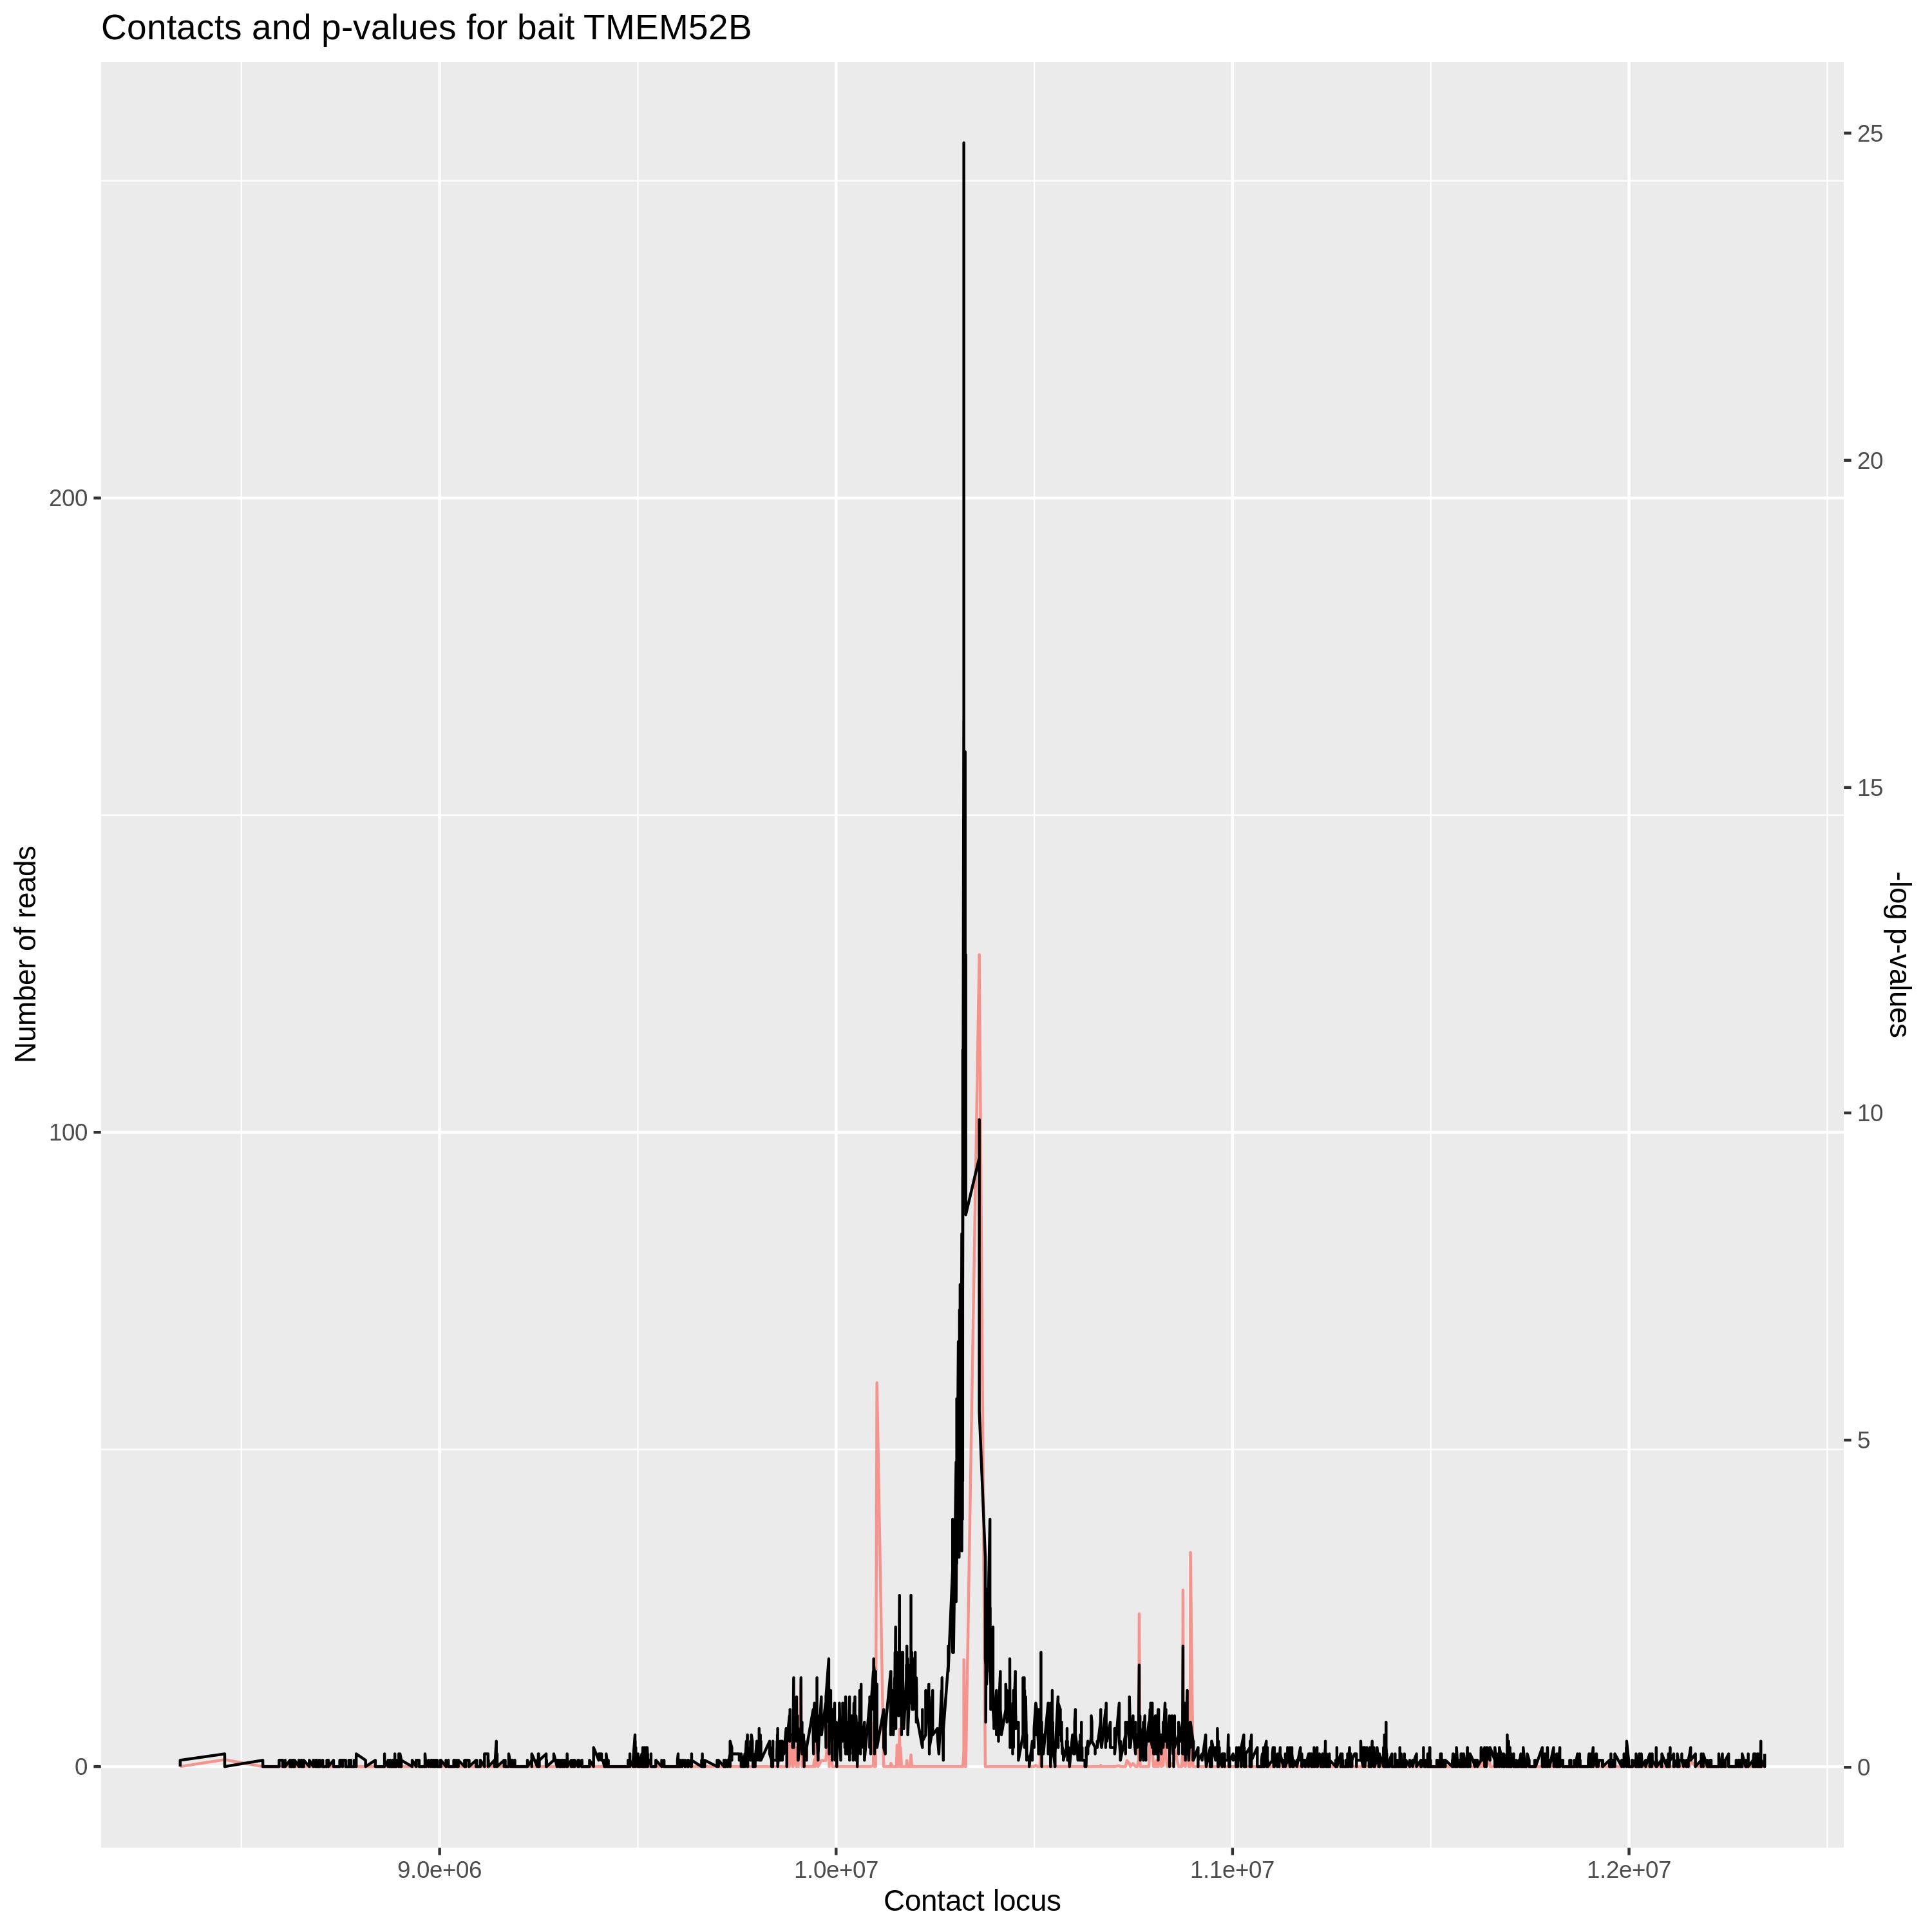 Contacts and p-values for bait TMEM52B
Number of reads
200
100
0
25
20
15
10
5
0
-log p-values
9.0e+06
1.0e+07
1.1e+07
1.2e+07
Contact locus